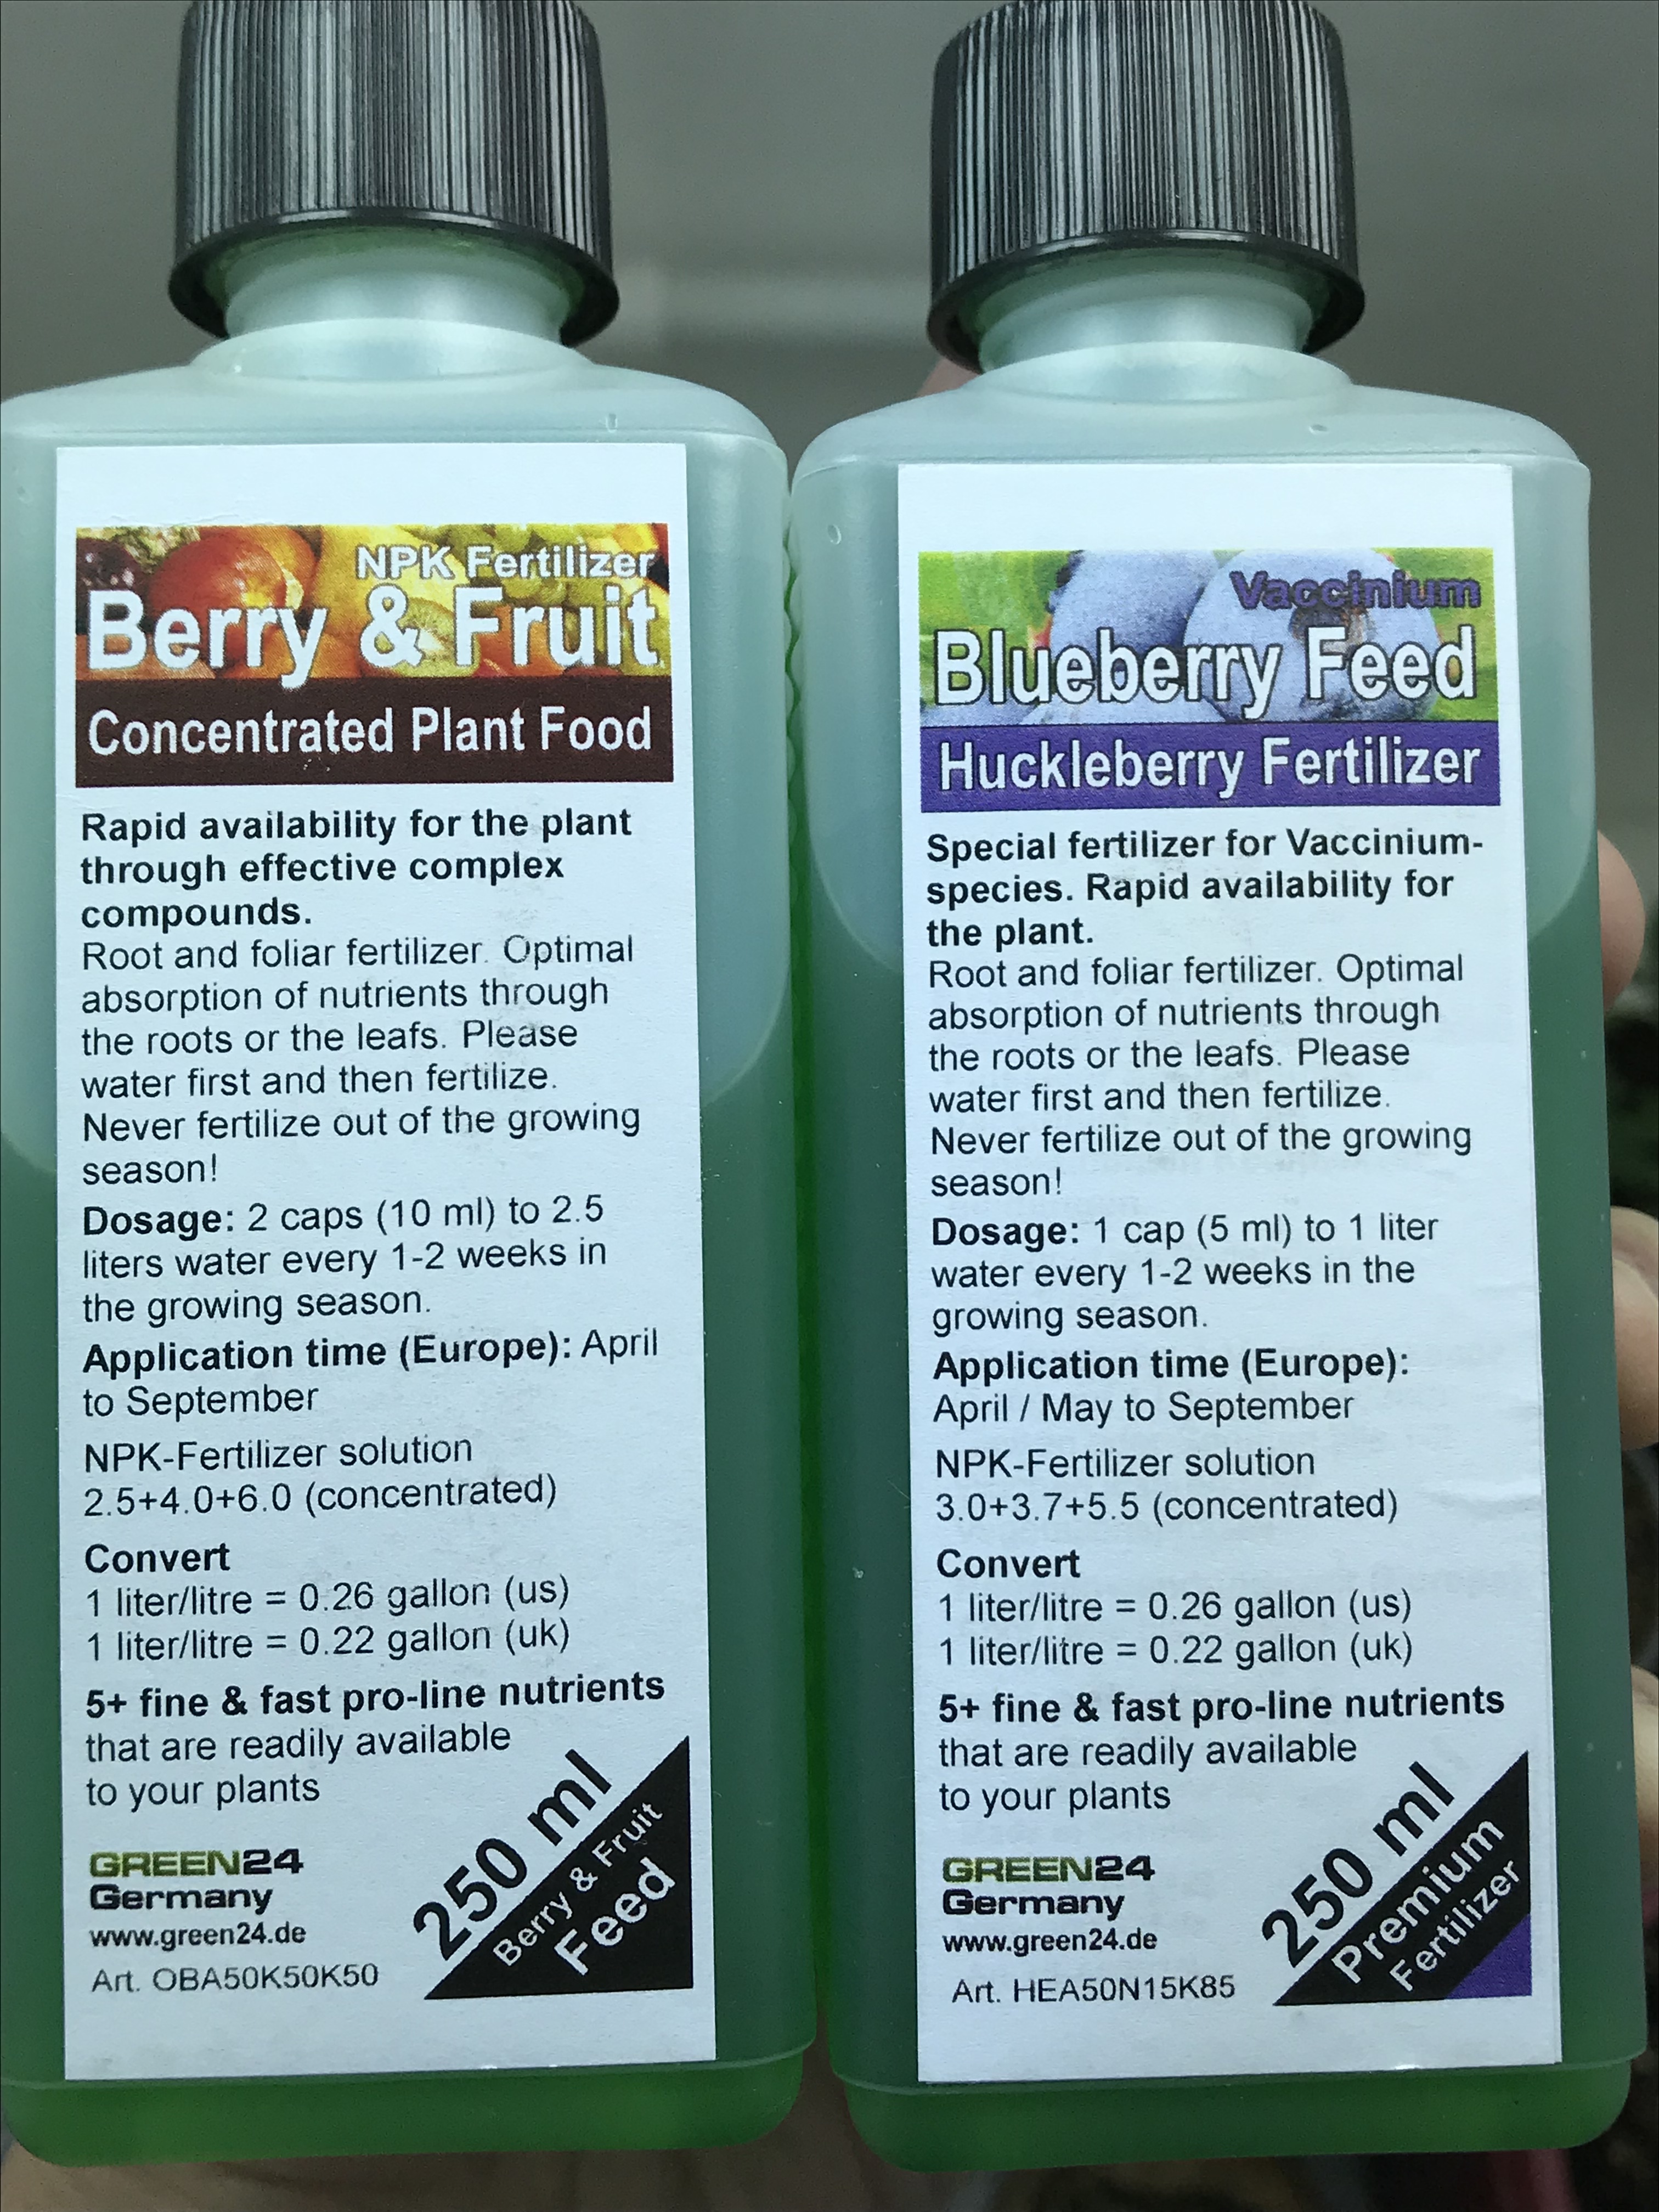 NPK Fertilizer
Berry & Fruit
Concentrated Plant Food
Rapid availability for the plant
through effective complex
compounds.
Root and foliar fertilizer. Optimal
absorption of nutrients through
the roots or the leafs. Please
water first and then fertilize.
Never fertilize out of the growing
season!
Dosage: 2 caps (10 ml) to 2.5
liters water every 1-2 weeks in
the growing season.
Application time (Europe): April
to September
NPK-Fertilizer solution
2.5+4.0+6.0 (concentrated)
Convert
1 liter/litre = 0.26 gallon (us)
1 liter/litre = 0.22 gallon (uk)
5+ fine & fast pro-line nutrients
that are readily available
to your plants
GREEN24
Germany
www.green24.de
Art. OBA50K50K50
250 ml
Berry & Fruit
Feed
Vaccinium
Blueberry Feed
Huckleberry Fertilizer
Special fertilizer for Vaccinium-
species. Rapid availability for
the plant.
Root and foliar fertilizer. Optimal
absorption of nutrients through
the roots or the leafs. Please
water first and then fertilize.
Never fertilize out of the growing
season!
Dosage: 1 cap (5 ml) to 1 liter
water every 1-2 weeks in the
growing season.
Application time (Europe):
April / May to September
NPK-Fertilizer solution
3.0+3.7+5.5 (concentrated)
Convert
1 liter/litre = 0.26 gallon (us)
1 liter/litre = 0.22 gallon (uk)
5+ fine & fast pro-line nutrients
that are readily available
to your plants
GREEN24
Germany
www.green24.de
Art. HEA50N15K85
250 ml
Premium
Fertilizer